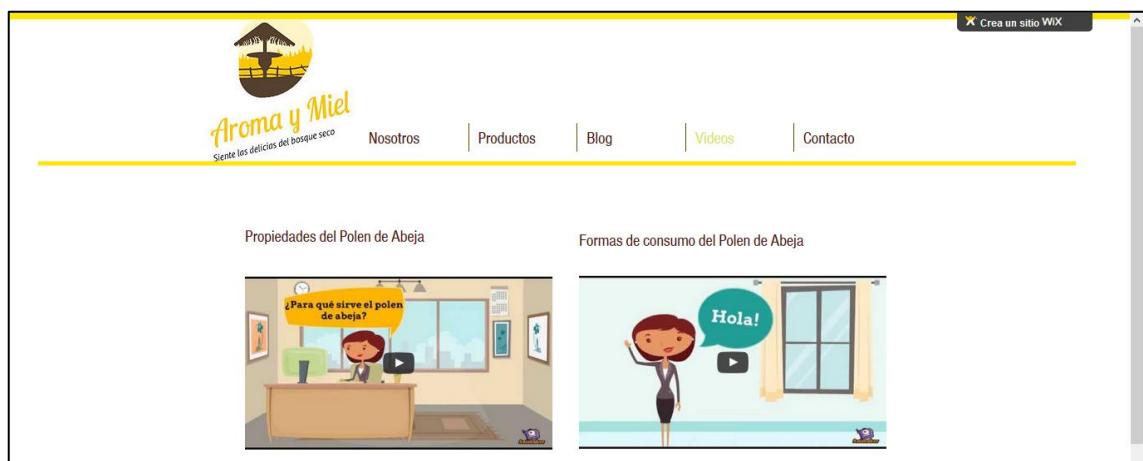 Crea un sitio WiX
Aroma y Miel
Siente las delicias del bosque seco
Nosotros
Productos
Blog
Videos
Contacto
Propiedades del Polen de Abeja
Formas de consumo del Polen de Abeja
¿Para qué sirve el polen
de abeja?
Hola!